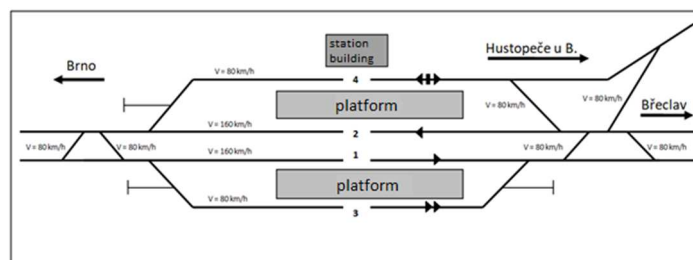 station
building
Hustopeče u B.
Brno
V = 80 km/h
4
V = 80 km/h
V = 80 km/h
Břeclav
platform
V = 160 km/h
2
V = 80 km/h
V = 80 km/h
V = 160 km/h
1
V = 80 km/h
V = 80 km/h
platform
V = 80 km/h
3